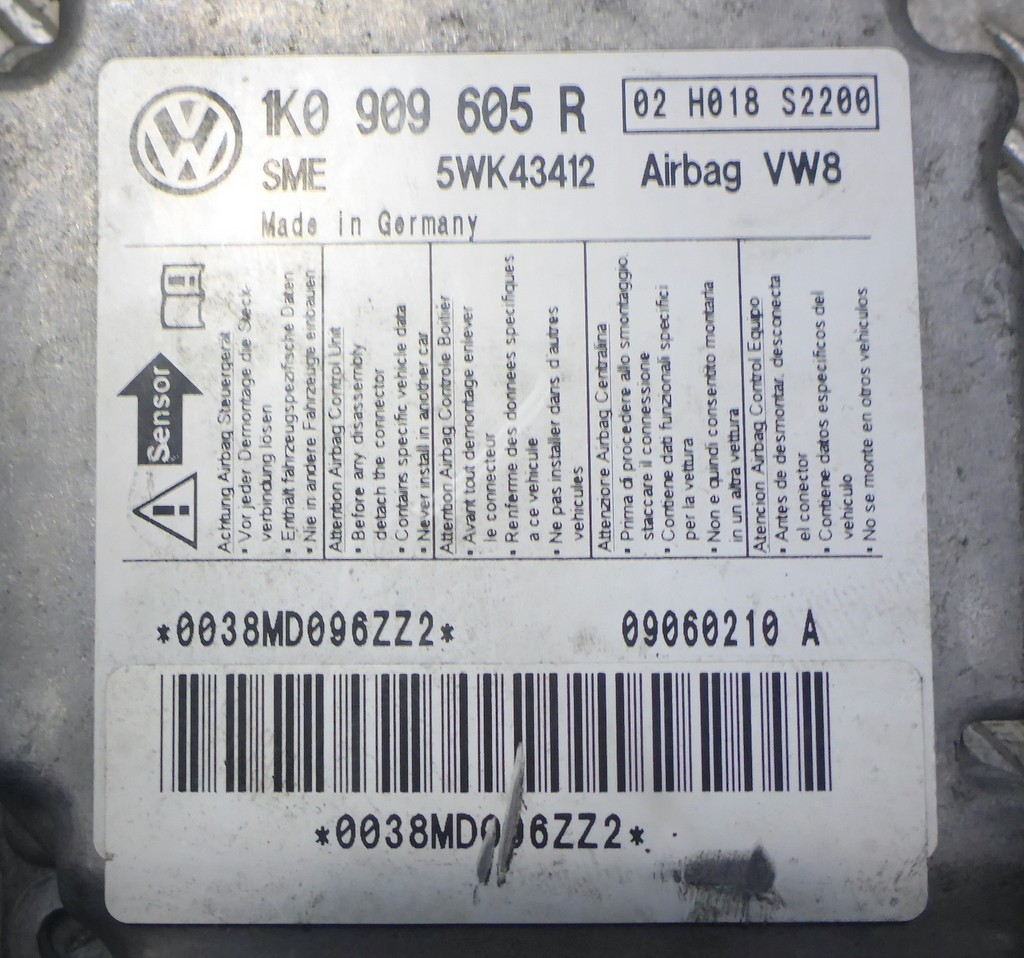 1K0 909 605 R
02 H018 S2200
SME 5WK43412 Airbag VW8
Made in Germany
Sensor
Achtung Airbag Steuergerät
• Vor jeder Demontage die Steck-
verbindung lösen
• Enthält fahrzeugspezifische Daten
• Nie in andere Fahrzeuge einbauen
Attention Airbag Control Unit
• Before any disassembly
detach the connector
• Contains specific vehicle data
• Never install in another car
Attention Airbag Controle Boitier
• Avant tout demontage enlever
le connecteur
• Renferme des donnees specifiques
a ce vehicule
• Ne pas installer dans d'autres
vehicules
Attenzione Airbag Centralina
• Prima di procedere allo smontaggio,
staccare il connessione
• Contiene dati funzionali specifici
per la vettura
• Non e quindi consentito montarla
in un altra vettura
Atencion Airbag Control Equipo
• Antes de desmontar, desconecta
el conector
• Contiene datos especificos del
vehiculo
• No se monte en otros vehiculos
*0038MD096ZZ2* 09060210 A
*0038MD096ZZ2*